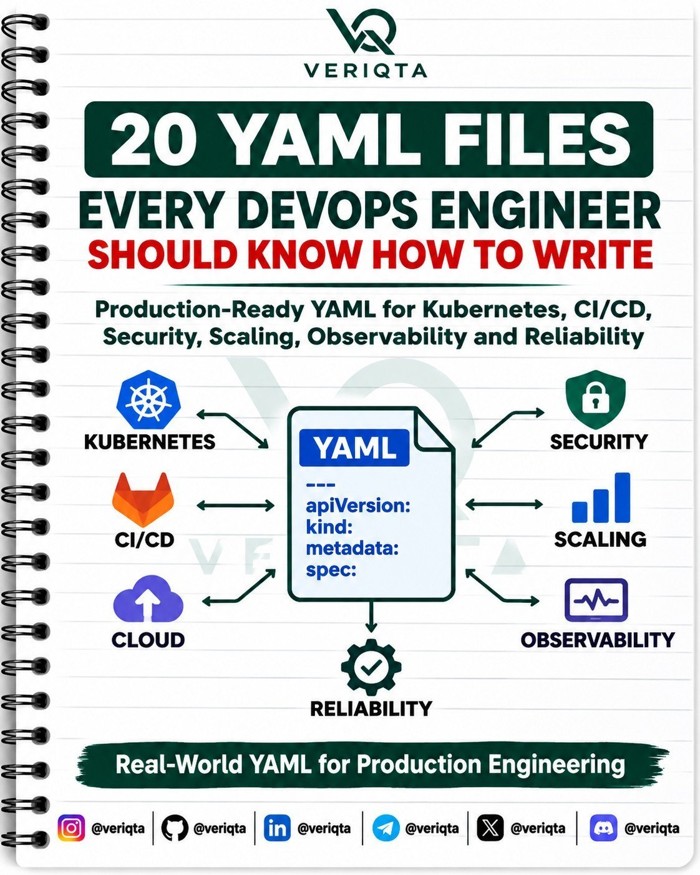 VERIQTA
20 YAML FILES
EVERY DEVOPS ENGINEER
SHOULD KNOW HOW TO WRITE
Production-Ready YAML for Kubernetes, CI/CD,
Security, Scaling, Observability and Reliability
KUBERNETES
CI/CD
CLOUD
YAML
---
apiVersion:
kind:
metadata:
spec:
SECURITY
SCALING
OBSERVABILITY
RELIABILITY
Real-World YAML for Production Engineering
@veriqta @veriqta @veriqta @veriqta @veriqta @veriqta